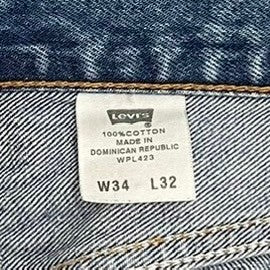 Levi's
100% COTTON
MADE IN
DOMINICAN REPUBLIC
WPL423
W34 L32